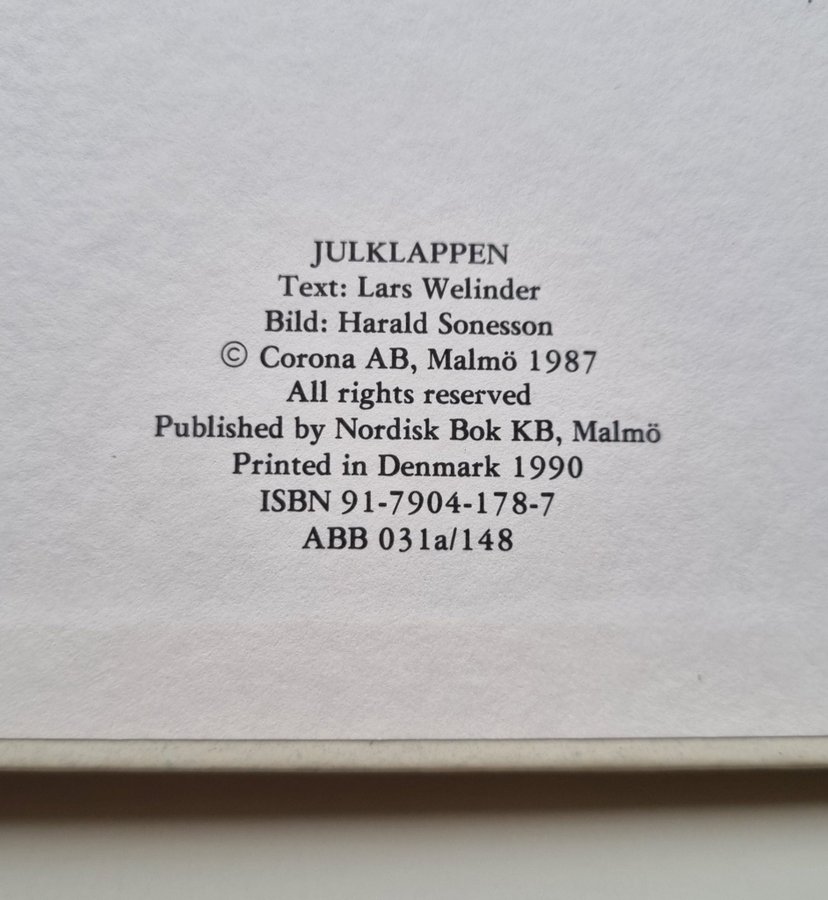 JULKLAPPEN
Text: Lars Welinder
Bild: Harald Sonesson
© Corona AB, Malmö 1987
All rights reserved
Published by Nordisk Bok KB, Malmö
Printed in Denmark 1990
ISBN 91-7904-178-7
ABB 031a/148